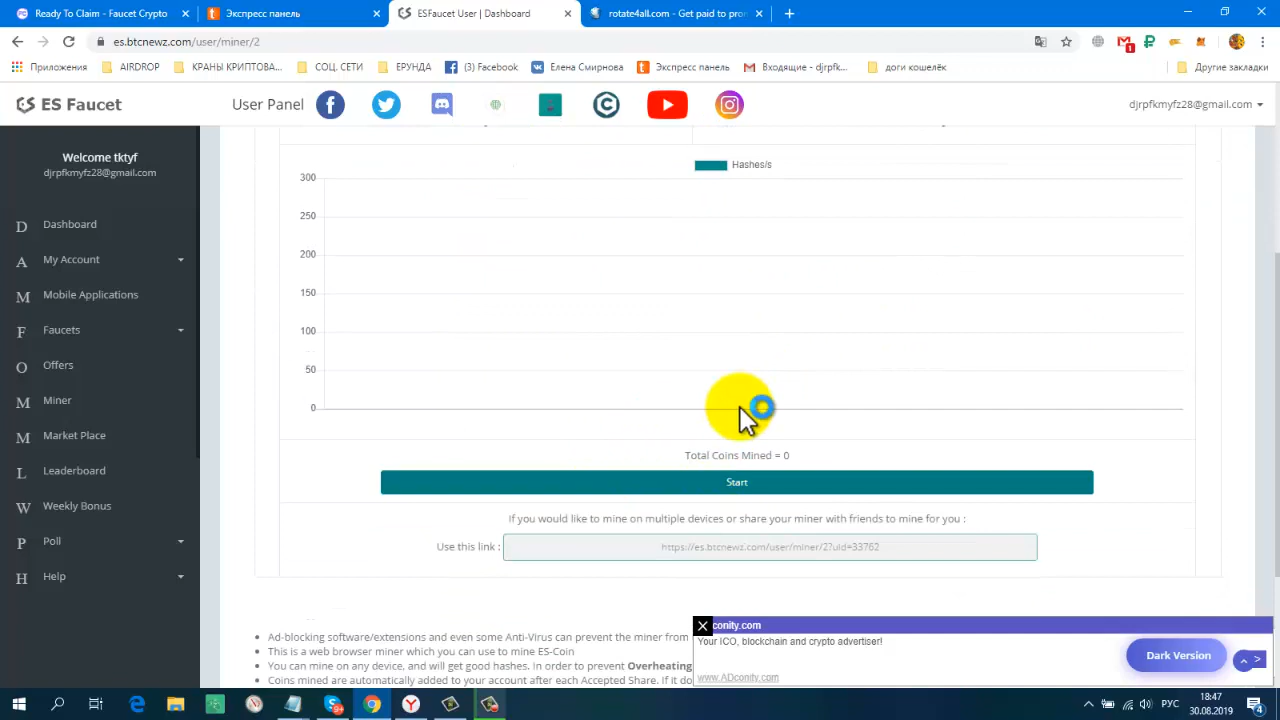 Ready To Claim - Faucet Crypto
Экспресс панель
ESFaucet User | Dashboard
rotate4all.com - Get paid to pror
es.btcnewz.com/user/miner/2
Приложения
AIRDROP
КРАНЫ КРИПТОВА...
СОЦ. СЕТИ
ЕРУНДА
(3) Facebook
Елена Смирнова
Экспресс панель
Входящие - djrpfk...
доги кошелёк
Другие закладки
ES Faucet
User Panel
djrpfkmyfz28@gmail.com
Welcome tktyf
djrpfkmyfz28@gmail.com
D Dashboard
A My Account
M Mobile Applications
F Faucets
O Offers
M Miner
M Market Place
L Leaderboard
W Weekly Bonus
P Poll
H Help
Hashes/s
300
250
200
150
100
50
0
Total Coins Mined = 0
Start
If you would like to mine on multiple devices or share your miner with friends to mine for you :
Use this link : https://es.btcnewz.com/user/miner/2?uid=33762
Ad-blocking software/extensions and even some Anti-Virus can prevent the miner from
This is a web browser miner which you can use to mine ES-Coin
You can mine on any device, and will get good hashes. In order to prevent Overheating
Coins mined are automatically added to your account after each Accepted Share. If it do
conity.com
Your ICO, blockchain and crypto advertiser!
www.ADconity.com
Dark Version
РУС
18:47
30.08.2019